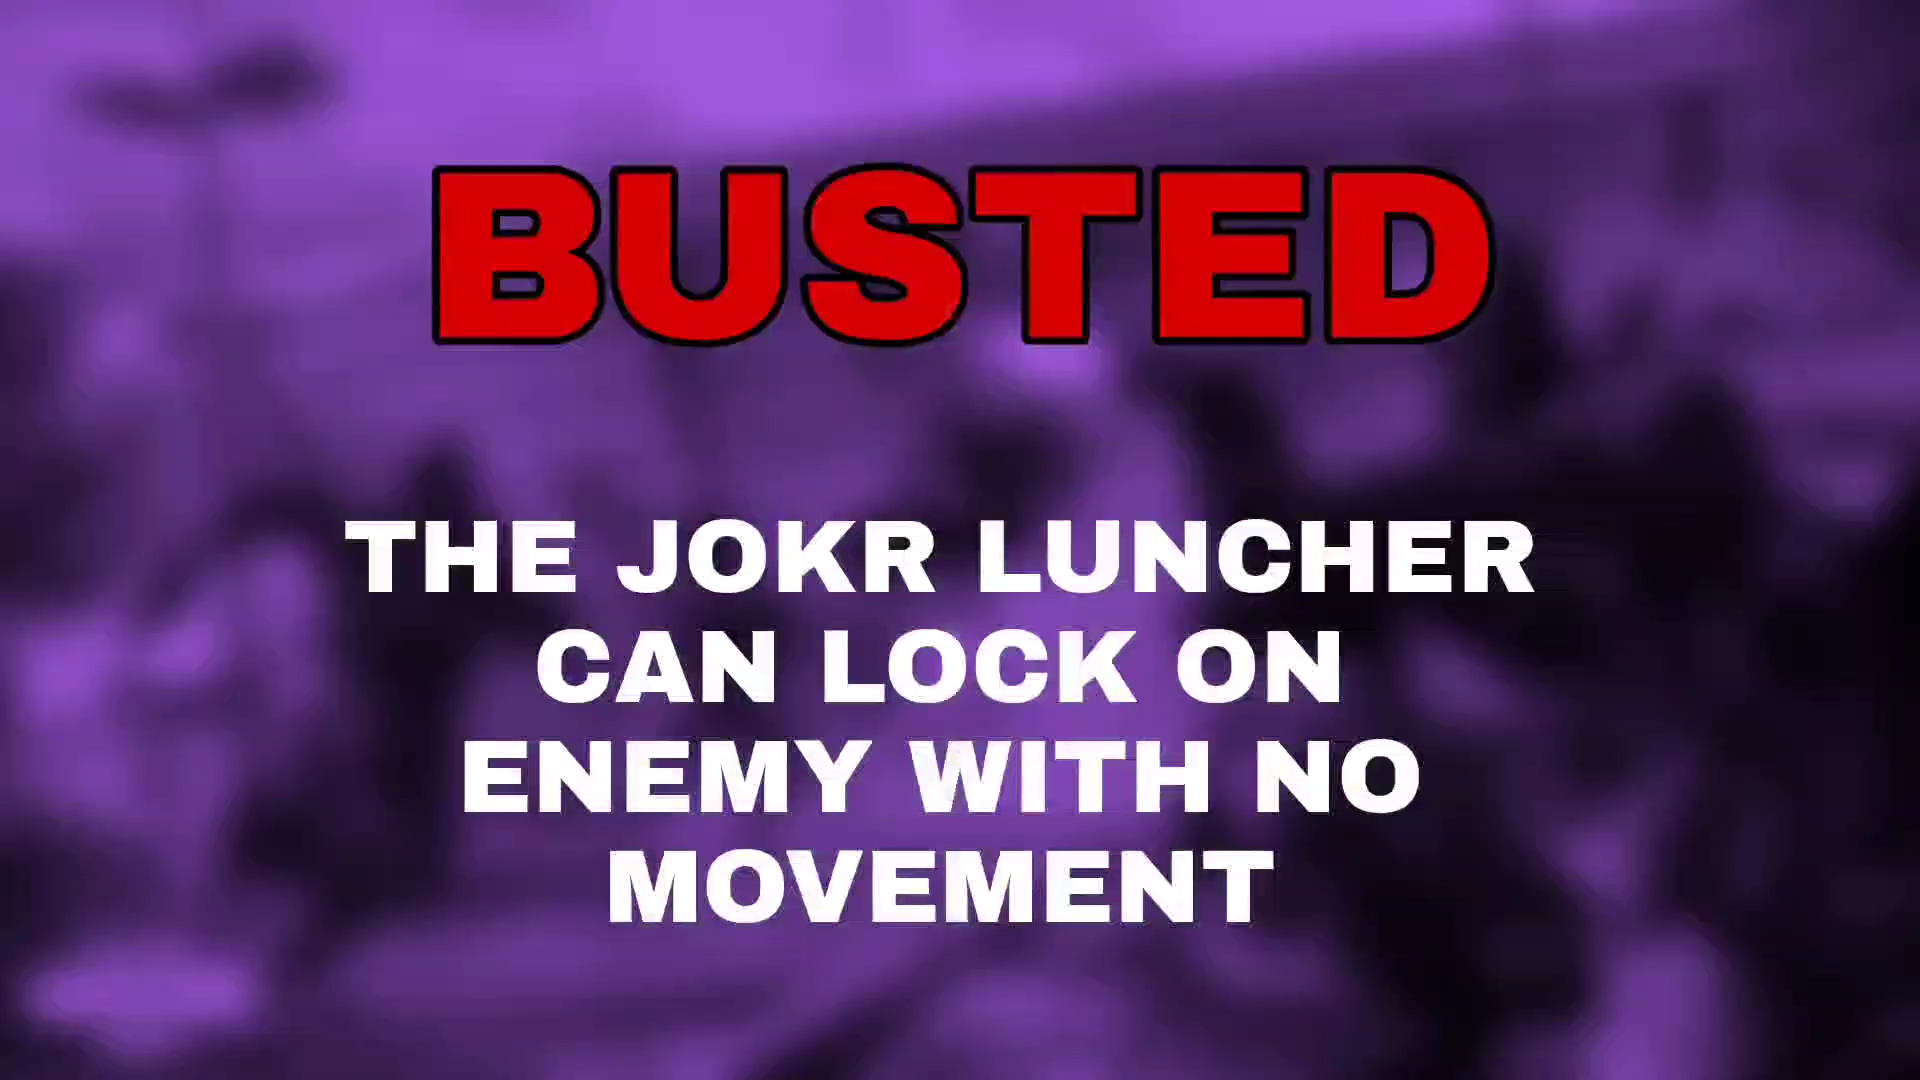 BUSTED
THE JOKR LUNCHER
CAN LOCK ON
ENEMY WITH NO
MOVEMENT